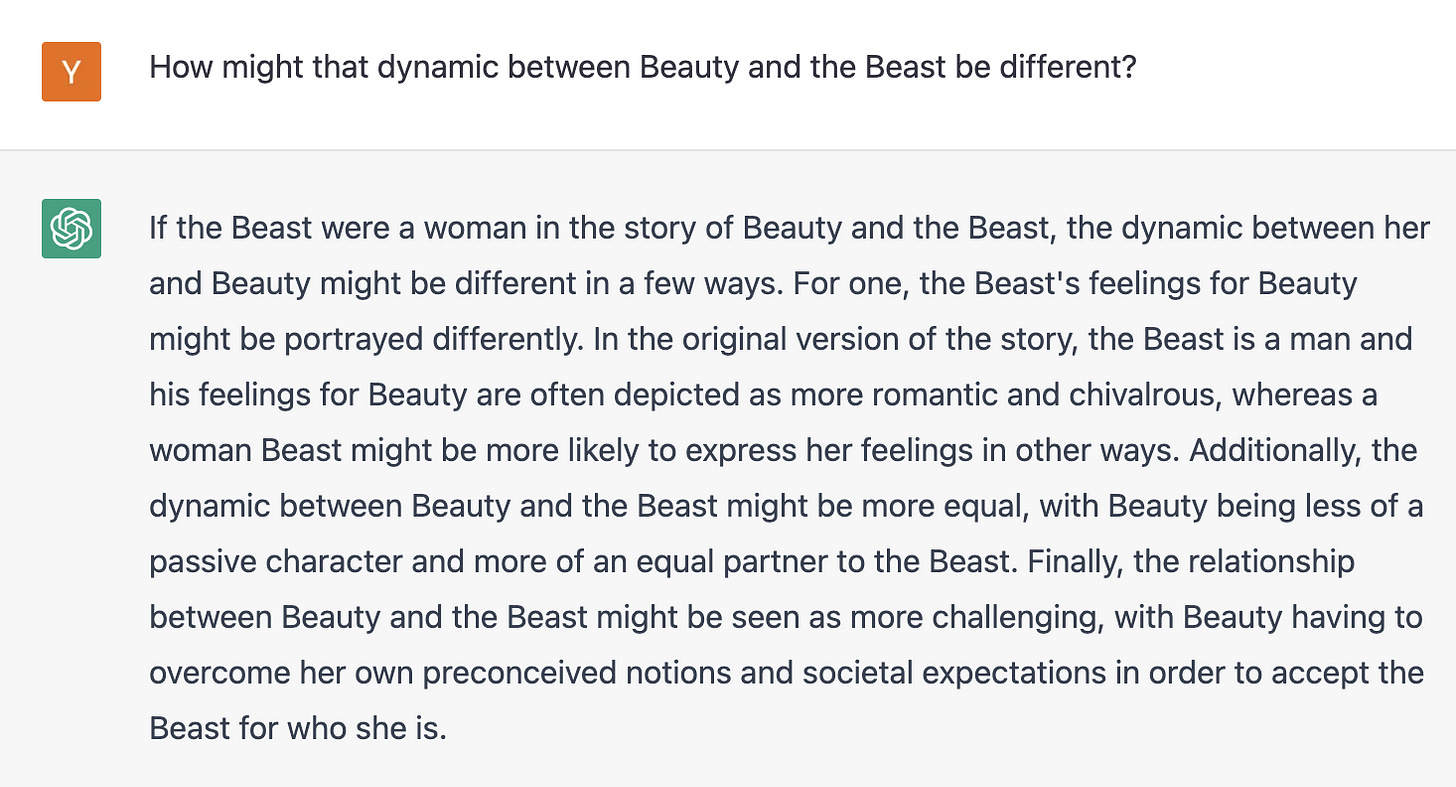 Y
How might that dynamic between Beauty and the Beast be different?
If the Beast were a woman in the story of Beauty and the Beast, the dynamic between her
and Beauty might be different in a few ways. For one, the Beast's feelings for Beauty
might be portrayed differently. In the original version of the story, the Beast is a man and
his feelings for Beauty are often depicted as more romantic and chivalrous, whereas a
woman Beast might be more likely to express her feelings in other ways. Additionally, the
dynamic between Beauty and the Beast might be more equal, with Beauty being less of a
passive character and more of an equal partner to the Beast. Finally, the relationship
between Beauty and the Beast might be seen as more challenging, with Beauty having to
overcome her own preconceived notions and societal expectations in order to accept the
Beast for who she is.